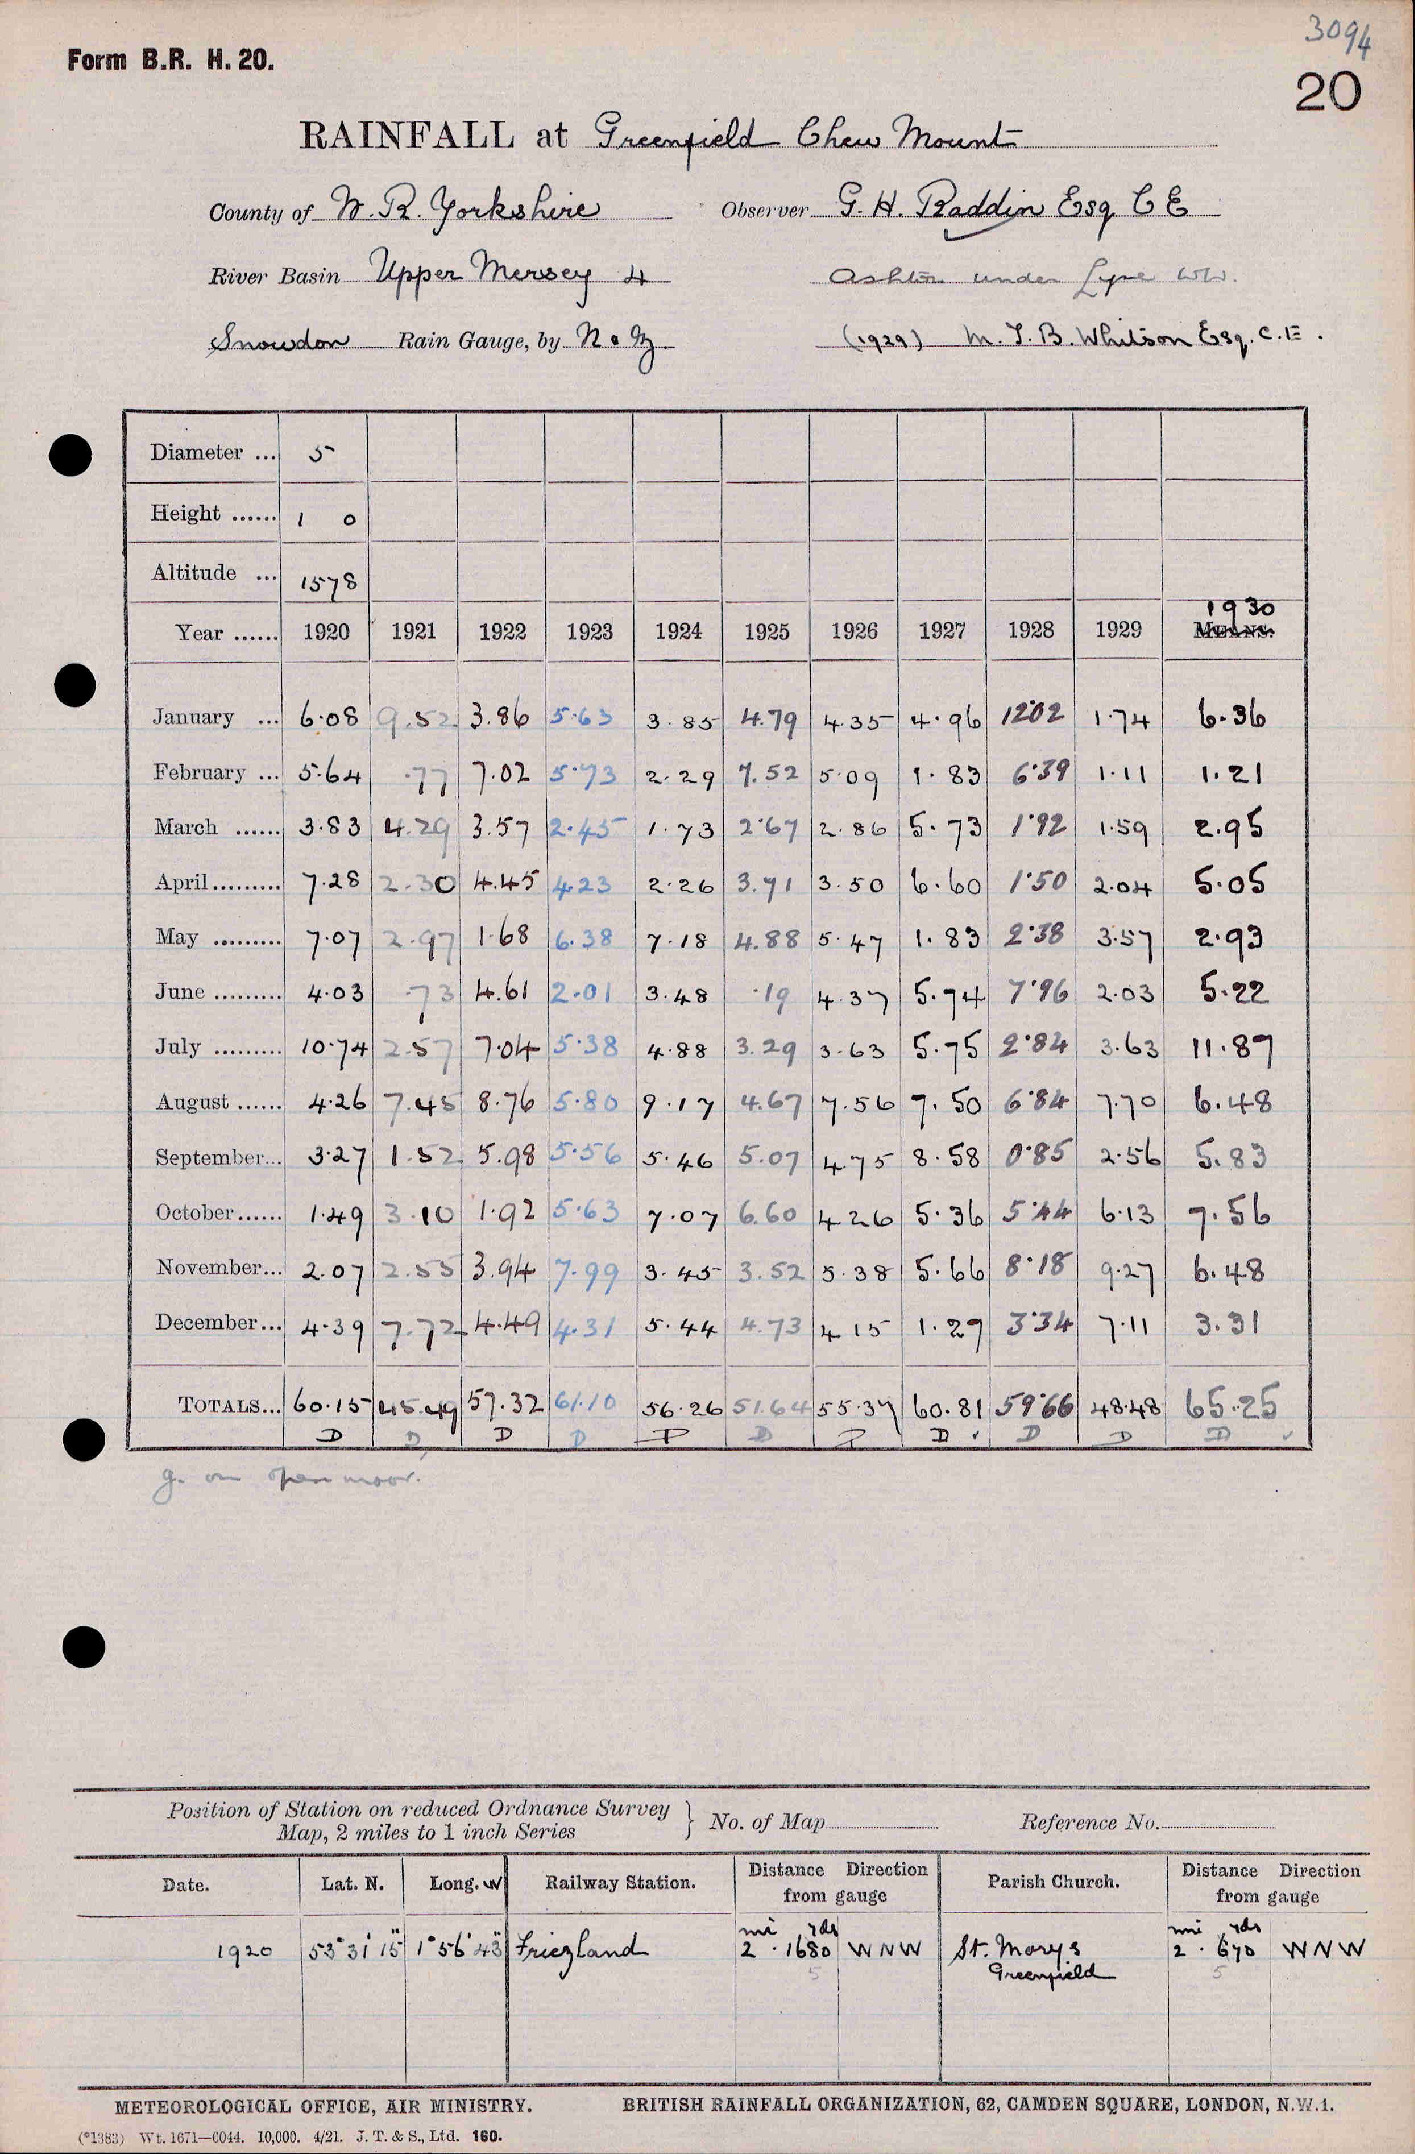 3094
Form B.R. H. 20.
20
RAINFALL at Greenfield Chew Mount
County of W. R. Yorkshire Observer G. H. Raddin Esq C E
River Basin Upper Mersey 4 Ashton under Lyne WW.
Snowdon Rain Gauge, by N & Z
(1929) M. T. B. Whitson Esq. C.E.
Diameter ... 5
Height ...... 1 0
Altitude ... 1578
1930
Year ...... 1920 1921 1922 1923 1924 1925 1926 1927 1928 1929 MEANS.
January ... 6.08 9.52 3.86 5.63 3.85 4.79 4.35 4.96 12.02 1.74 6.36
February ... 5.64 .77 7.02 5.73 2.29 7.52 5.09 1.83 6.39 1.11 1.21
March ...... 3.83 4.29 3.57 2.45 1.73 2.67 2.86 5.73 1.92 1.59 2.95
April......... 7.28 2.30 4.45 4.23 2.26 3.71 3.50 6.60 1.50 2.04 5.05
May ......... 7.07 2.97 1.68 6.38 7.18 4.88 5.47 1.83 2.38 3.57 2.93
June ......... 4.03 .73 4.61 2.01 3.48 .19 4.37 5.74 7.96 2.03 5.22
July ......... 10.74 2.57 7.04 5.38 4.88 3.29 3.63 5.75 2.84 3.63 11.87
August ...... 4.26 7.45 8.76 5.80 9.17 4.67 7.56 7.50 6.84 7.70 6.48
September... 3.27 1.52 5.98 5.56 5.46 5.07 4.75 8.58 0.85 2.56 5.83
October...... 1.49 3.10 1.92 5.63 7.07 6.60 4 26 5.36 5.44 6.13 7.56
November... 2.07 2.55 3.94 7.99 3.45 3.52 5.38 5.66 8.18 9.27 6.48
December... 4.39 7.72 4.49 4.31 5.44 4.73 4 15 1.27 3.34 7.11 3.31
TOTALS... 60.15 45.49 57.32 61.10 56.26 51.64 55.37 60.81 59.66 48.48 65.25
D D D D D D D D D D
g. on open moor.
Position of Station on reduced Ordnance Survey
Map, 2 miles to 1 inch Series } No. of Map Reference No.
Date. Lat. N. Long. W Railway Station. Distance Direction from gauge Parish Church. Distance Direction from gauge
mi yds mi yds
1920 53° 31' 15" 1° 56' 43" Friezland 2 . 1680 WNW St. Mary's 2 . 670 WNW
5 Greenfield 5
METEOROLOGICAL OFFICE, AIR MINISTRY. BRITISH RAINFALL ORGANIZATION, 62, CAMDEN SQUARE, LONDON, N.W.1.
(*1383) Wt. 1671—0044. 10,000. 4/21. J. T. & S., Ltd. 160.